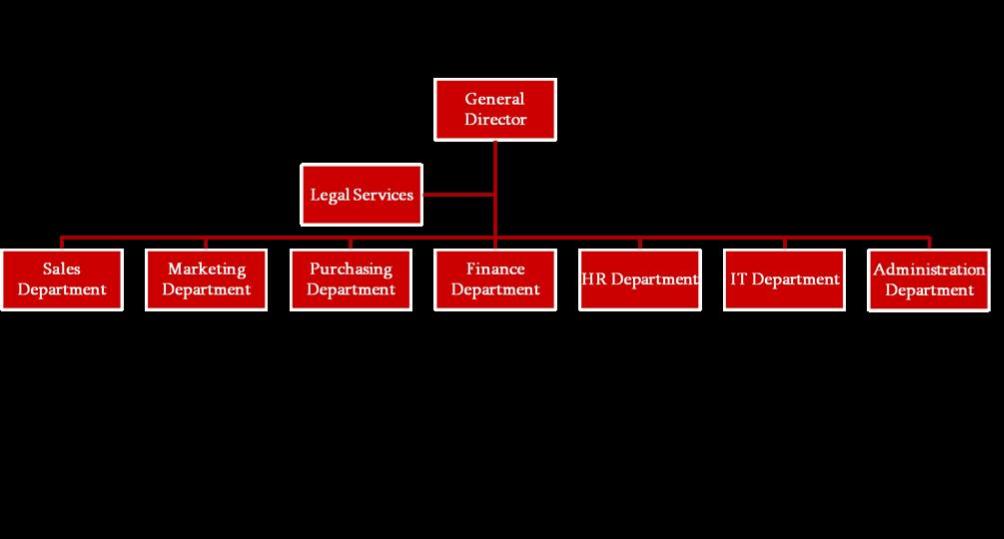 General
Director
Legal Services
Sales
Department
Marketing
Department
Purchasing
Department
Finance
Department
HR Department
IT Department
Administration
Department